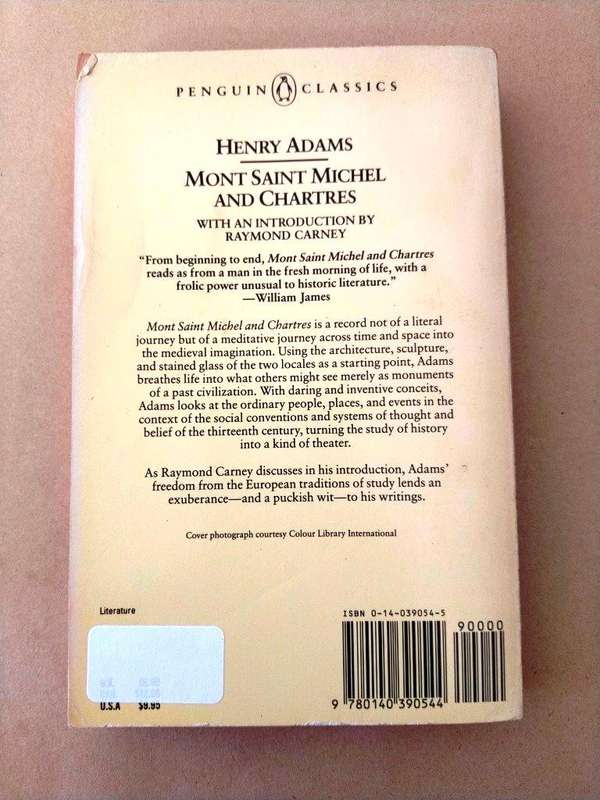 PENGUIN CLASSICS
HENRY ADAMS
MONT SAINT MICHEL
AND CHARTRES
WITH AN INTRODUCTION BY
RAYMOND CARNEY
“From beginning to end, Mont Saint Michel and Chartres
reads as from a man in the fresh morning of life, with a
frolic power unusual to historic literature.”
—William James
Mont Saint Michel and Chartres is a record not of a literal
journey but of a meditative journey across time and space into
the medieval imagination. Using the architecture, sculpture,
and stained glass of the two locales as a starting point, Adams
breathes life into what others might see merely as monuments
of a past civilization. With daring and inventive conceits,
Adams looks at the ordinary people, places, and events in the
context of the social conventions and systems of thought and
belief of the thirteenth century, turning the study of history
into a kind of theater.
As Raymond Carney discusses in his introduction, Adams’
freedom from the European traditions of study lends an
exuberance—and a puckish wit—to his writings.
Cover photograph courtesy Colour Library International
Literature
U.S.A $9.95
ISBN 0-14-039054-5
90000
9 780140 390544